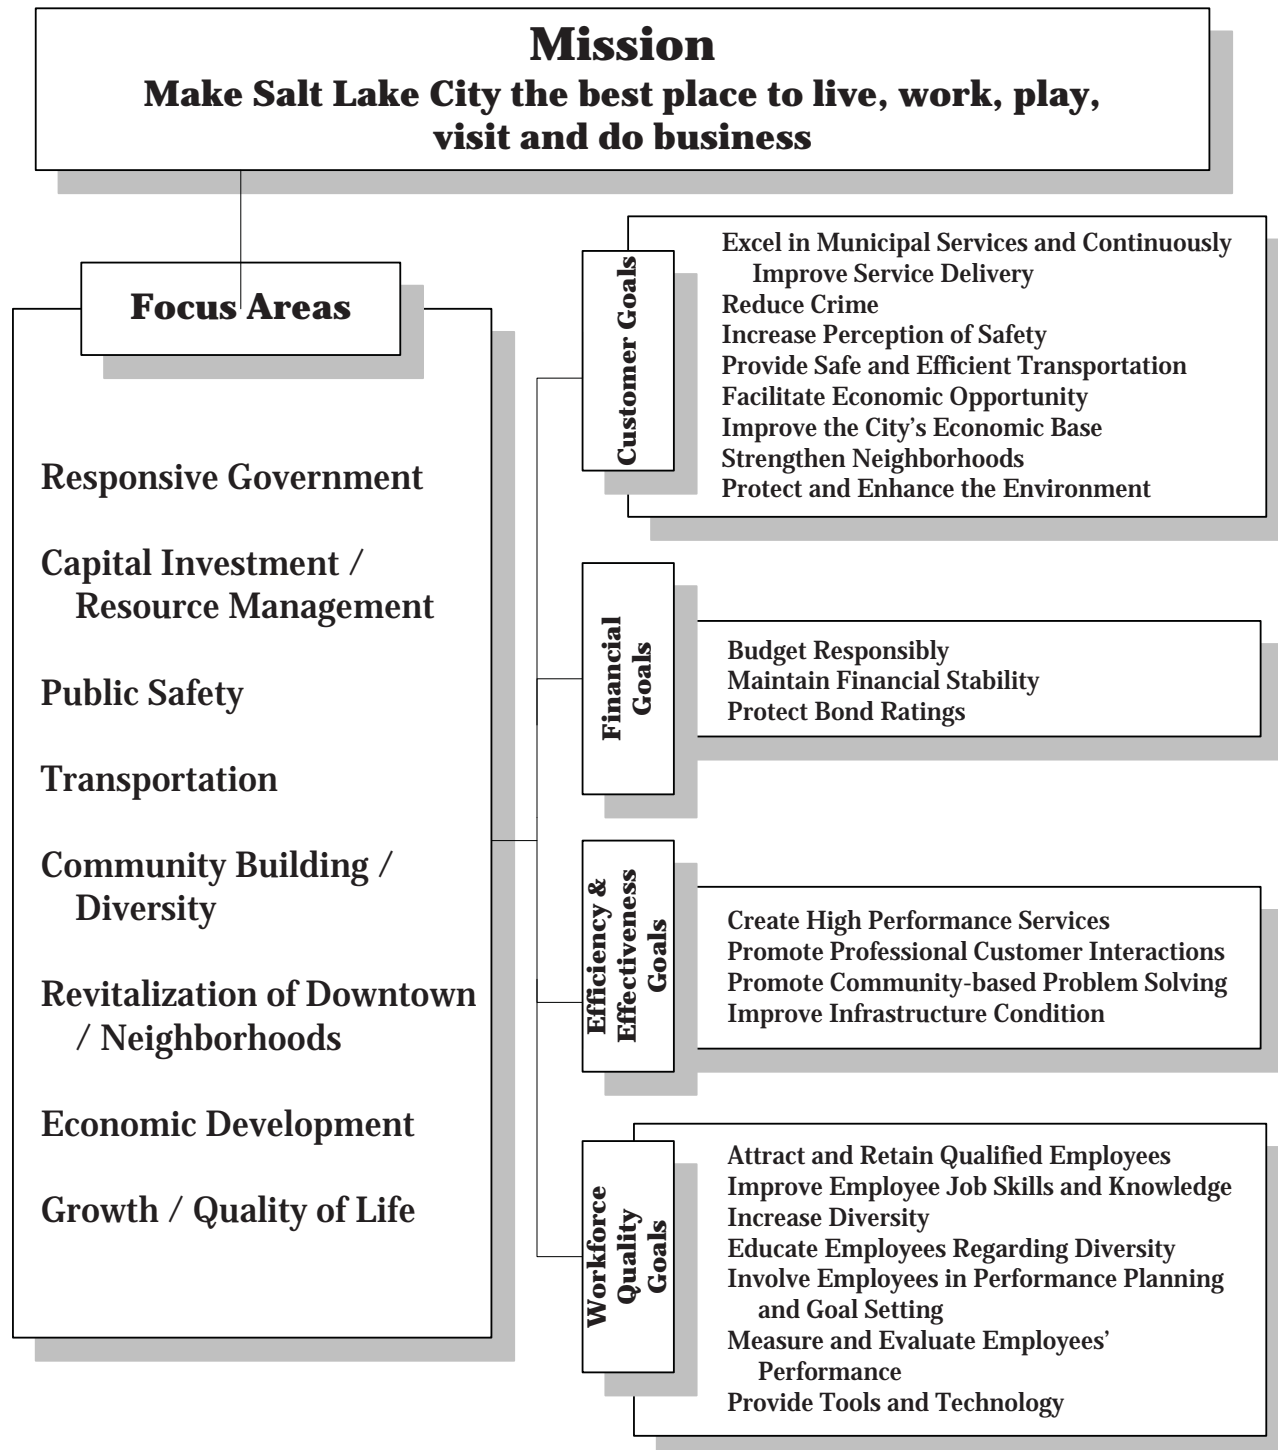 Mission
Make Salt Lake City the best place to live, work, play,
visit and do business
Focus Areas
Responsive Government
Capital Investment /
Resource Management
Public Safety
Transportation
Community Building /
Diversity
Revitalization of Downtown
/ Neighborhoods
Economic Development
Growth / Quality of Life
Customer Goals
Excel in Municipal Services and Continuously
Improve Service Delivery
Reduce Crime
Increase Perception of Safety
Provide Safe and Efficient Transportation
Facilitate Economic Opportunity
Improve the City's Economic Base
Strengthen Neighborhoods
Protect and Enhance the Environment
Financial
Goals
Budget Responsibly
Maintain Financial Stability
Protect Bond Ratings
Efficiency &
Effectiveness
Goals
Create High Performance Services
Promote Professional Customer Interactions
Promote Community-based Problem Solving
Improve Infrastructure Condition
Workforce
Quality
Goals
Attract and Retain Qualified Employees
Improve Employee Job Skills and Knowledge
Increase Diversity
Educate Employees Regarding Diversity
Involve Employees in Performance Planning
and Goal Setting
Measure and Evaluate Employees'
Performance
Provide Tools and Technology